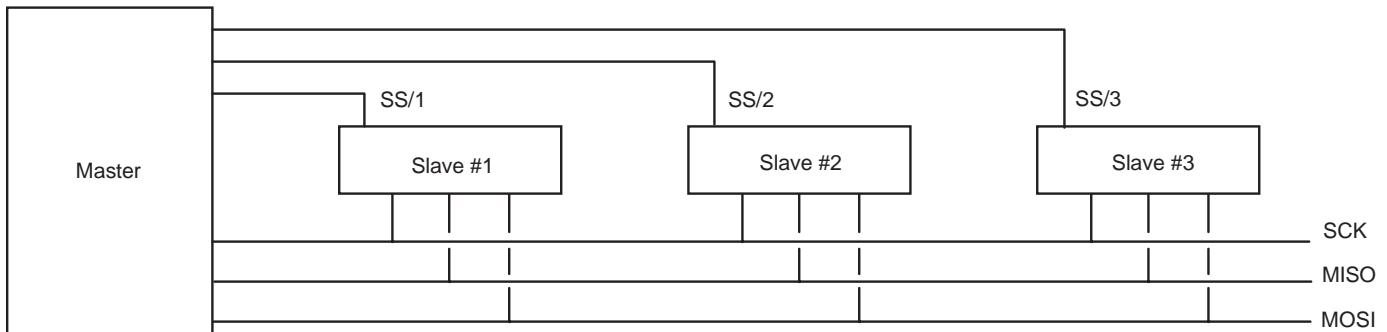 SS/1
SS/2
SS/3
Master
Slave #1
Slave #2
Slave #3
SCK
MISO
MOSI